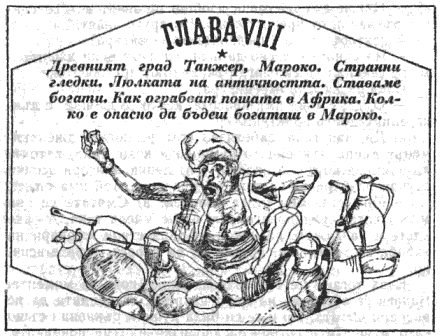 ГЛАВА VIII
★
Древният град Танжер, Мароко. Странни
гледки. Люлката на античността. Ставаме
богати. Как ограбват пощата в Африка. Кол-
ко е опасно да бъдеш богаташ в Мароко.